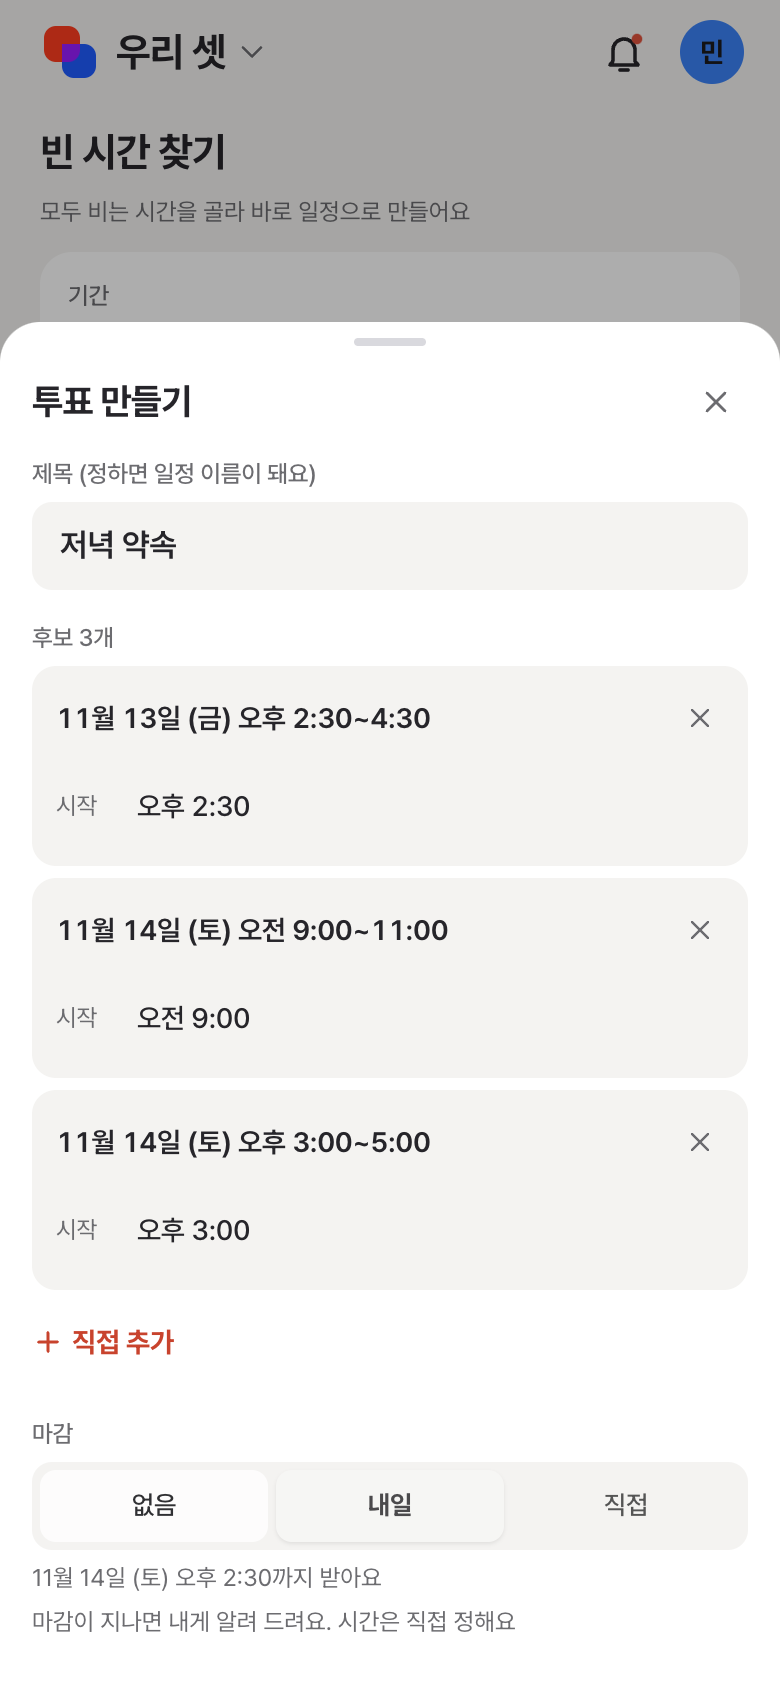 우리 셋
민
빈 시간 찾기
모두 비는 시간을 골라 바로 일정으로 만들어요
기간
투표 만들기
제목 (정하면 일정 이름이 돼요)
저녁 약속
후보 3개
11월 13일 (금) 오후 2:30~4:30
시작 오후 2:30
11월 14일 (토) 오전 9:00~11:00
시작 오전 9:00
11월 14일 (토) 오후 3:00~5:00
시작 오후 3:00
+ 직접 추가
마감
없음 내일 직접
11월 14일 (토) 오후 2:30까지 받아요
마감이 지나면 내게 알려 드려요. 시간은 직접 정해요